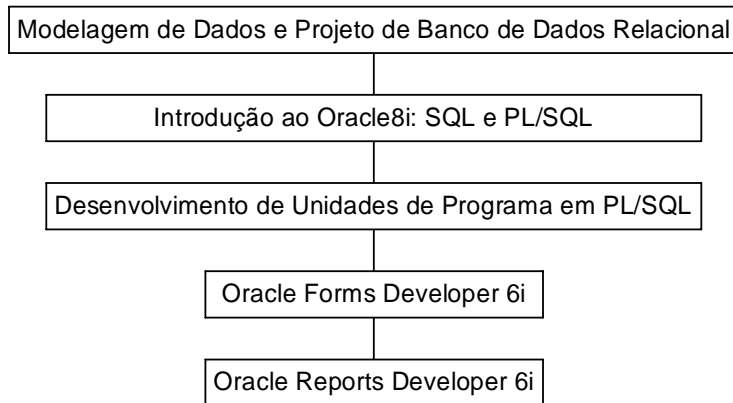 Modelagem de Dados e Projeto de Banco de Dados Relacional
Introdução ao Oracle8i: SQL e PL/SQL
Desenvolvimento de Unidades de Programa em PL/SQL
Oracle Forms Developer 6i
Oracle Reports Developer 6i